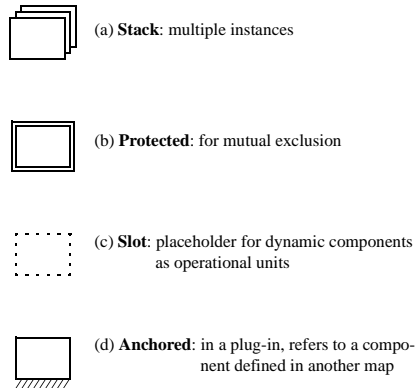 (a) Stack: multiple instances
(b) Protected: for mutual exclusion
(c) Slot: placeholder for dynamic components
as operational units
(d) Anchored: in a plug-in, refers to a compo-
nent defined in another map